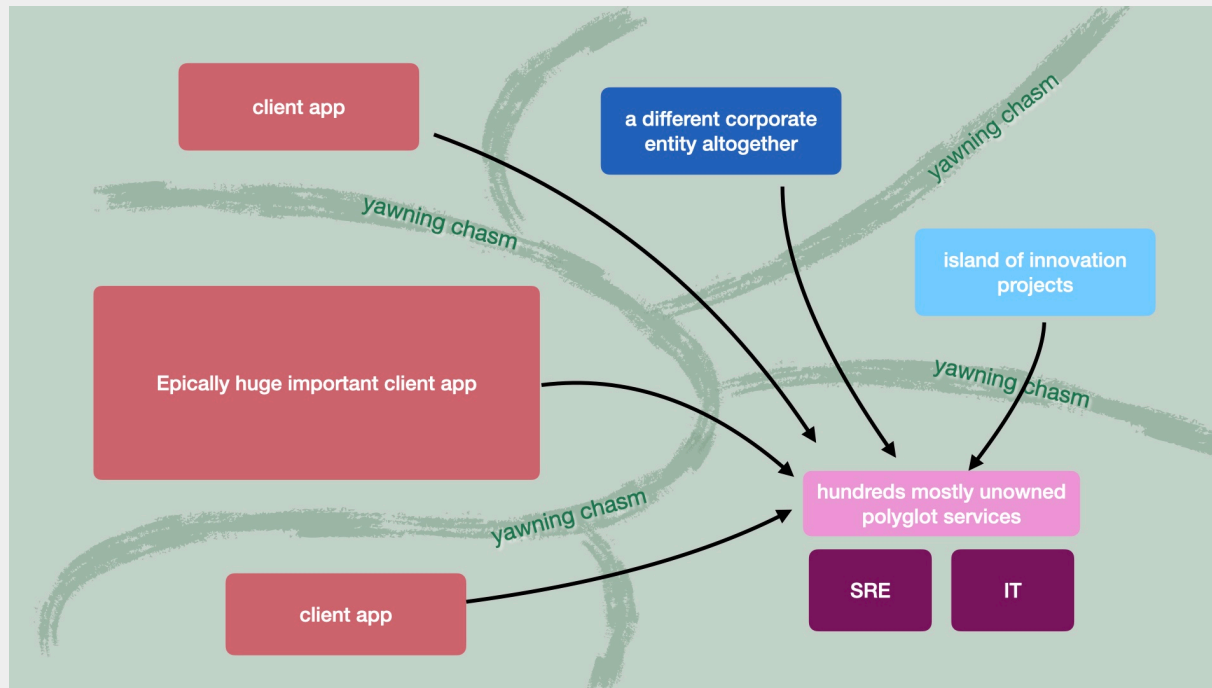 client app
a different corporate
entity altogether
yawning chasm
yawning chasm
island of innovation
projects
Epically huge important client app
yawning chasm
hundreds mostly unowned
polyglot services
yawning chasm
SRE
IT
client app